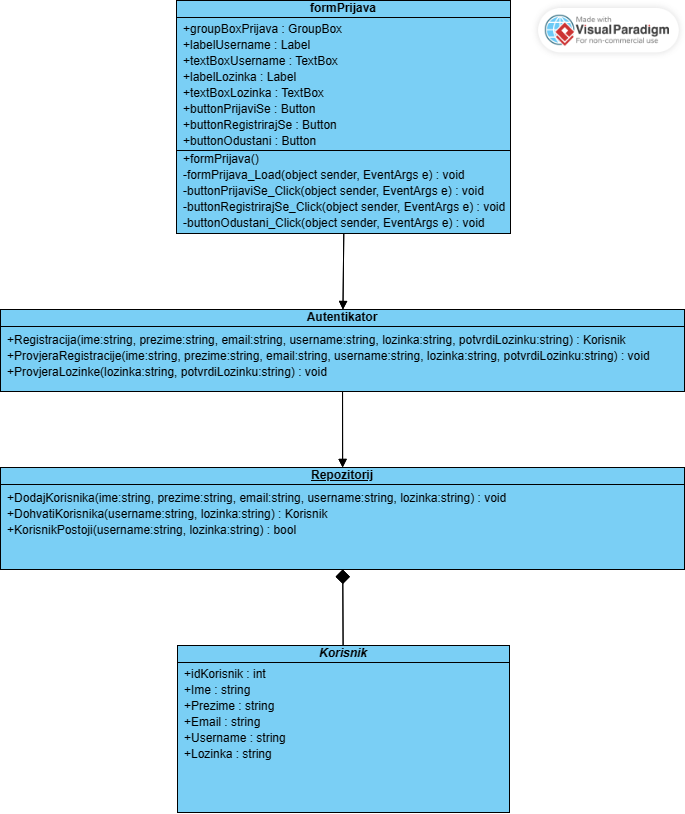 formPrijava
+groupBoxPrijava : GroupBox
+labelUsername : Label
+textBoxUsername : TextBox
+labelLozinka : Label
+textBoxLozinka : TextBox
+buttonPrijaviSe : Button
+buttonRegistrirajSe : Button
+buttonOdustani : Button
+formPrijava()
-formPrijava_Load(object sender, EventArgs e) : void
-buttonPrijaviSe_Click(object sender, EventArgs e) : void
-buttonRegistrirajSe_Click(object sender, EventArgs e) : void
-buttonOdustani_Click(object sender, EventArgs e) : void
Made with
VisualParadigm
For non-commercial use
Autentikator
+Registracija(ime:string, prezime:string, email:string, username:string, lozinka:string, potvrdiLozinku:string) : Korisnik
+ProvjeraRegistracije(ime:string, prezime:string, email:string, username:string, lozinka:string, potvrdiLozinku:string) : void
+ProvjeraLozinke(lozinka:string, potvrdiLozinku:string) : void
Repozitorij
+DodajKorisnika(ime:string, prezime:string, email:string, username:string, lozinka:string) : void
+DohvatiKorisnika(username:string, lozinka:string) : Korisnik
+KorisnikPostoji(username:string, lozinka:string) : bool
Korisnik
+idKorisnik : int
+Ime : string
+Prezime : string
+Email : string
+Username : string
+Lozinka : string